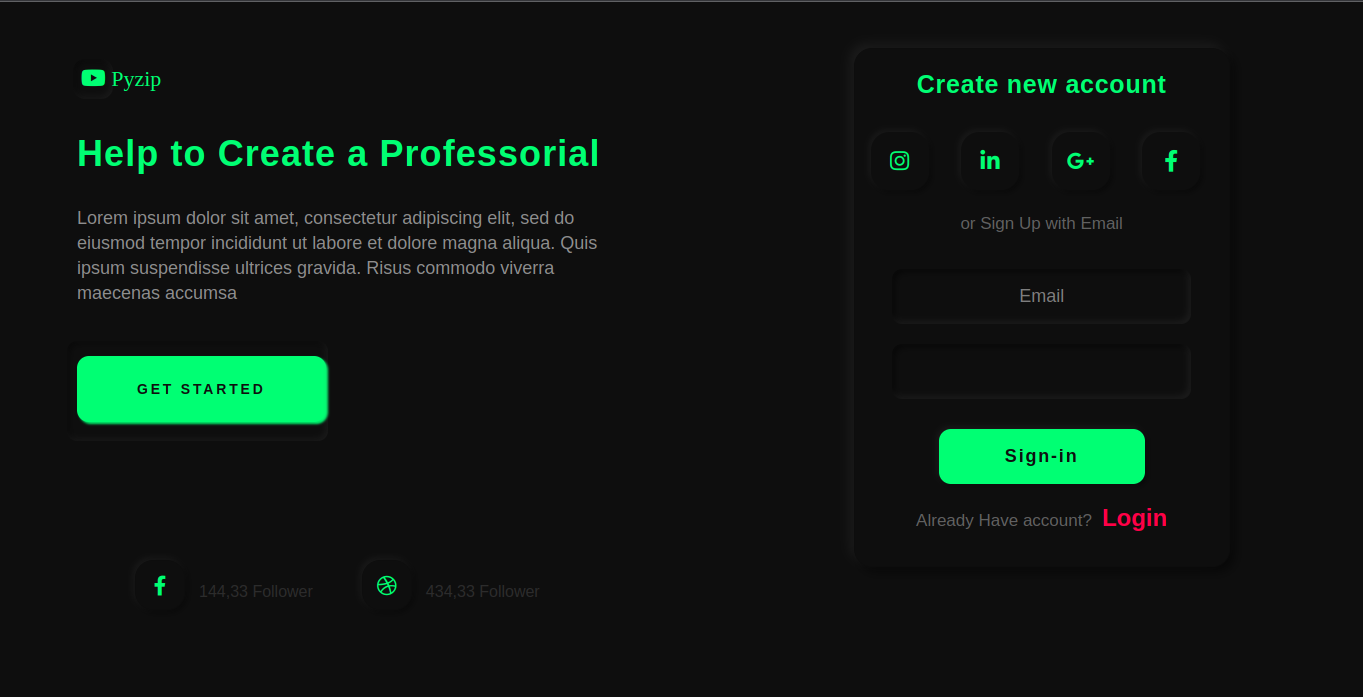 Pyzip
Help to Create a Professorial
Lorem ipsum dolor sit amet, consectetur adipiscing elit, sed do
eiusmod tempor incididunt ut labore et dolore magna aliqua. Quis
ipsum suspendisse ultrices gravida. Risus commodo viverra
maecenas accumsa
GET STARTED
144,33 Follower
434,33 Follower
Create new account
in
G+
or Sign Up with Email
Email
Sign-in
Already Have account? Login